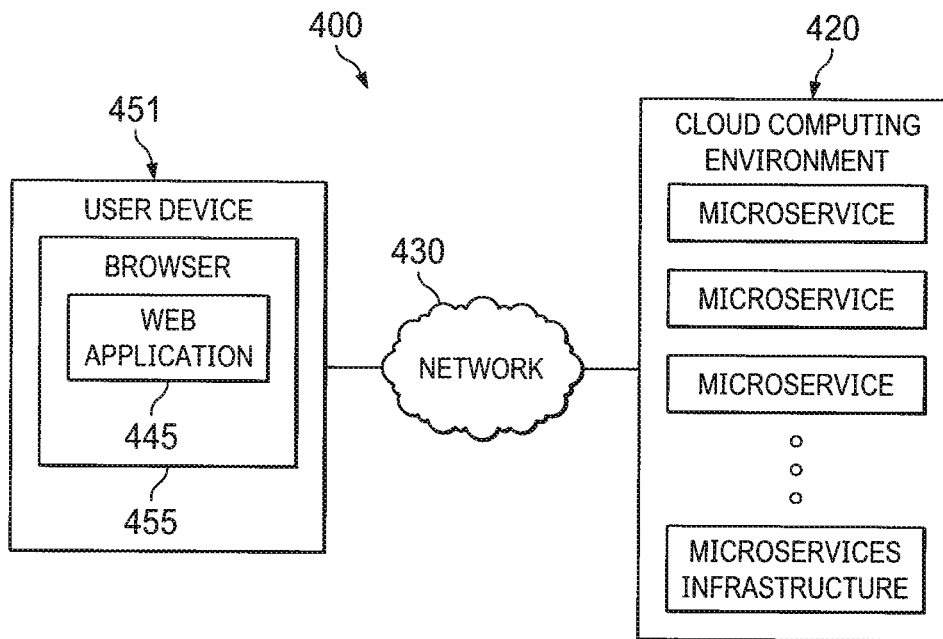 400
420
451
CLOUD COMPUTING
ENVIRONMENT
USER DEVICE
MICROSERVICE
BROWSER
430
WEB
APPLICATION
MICROSERVICE
NETWORK
MICROSERVICE
445
455
MICROSERVICES
INFRASTRUCTURE